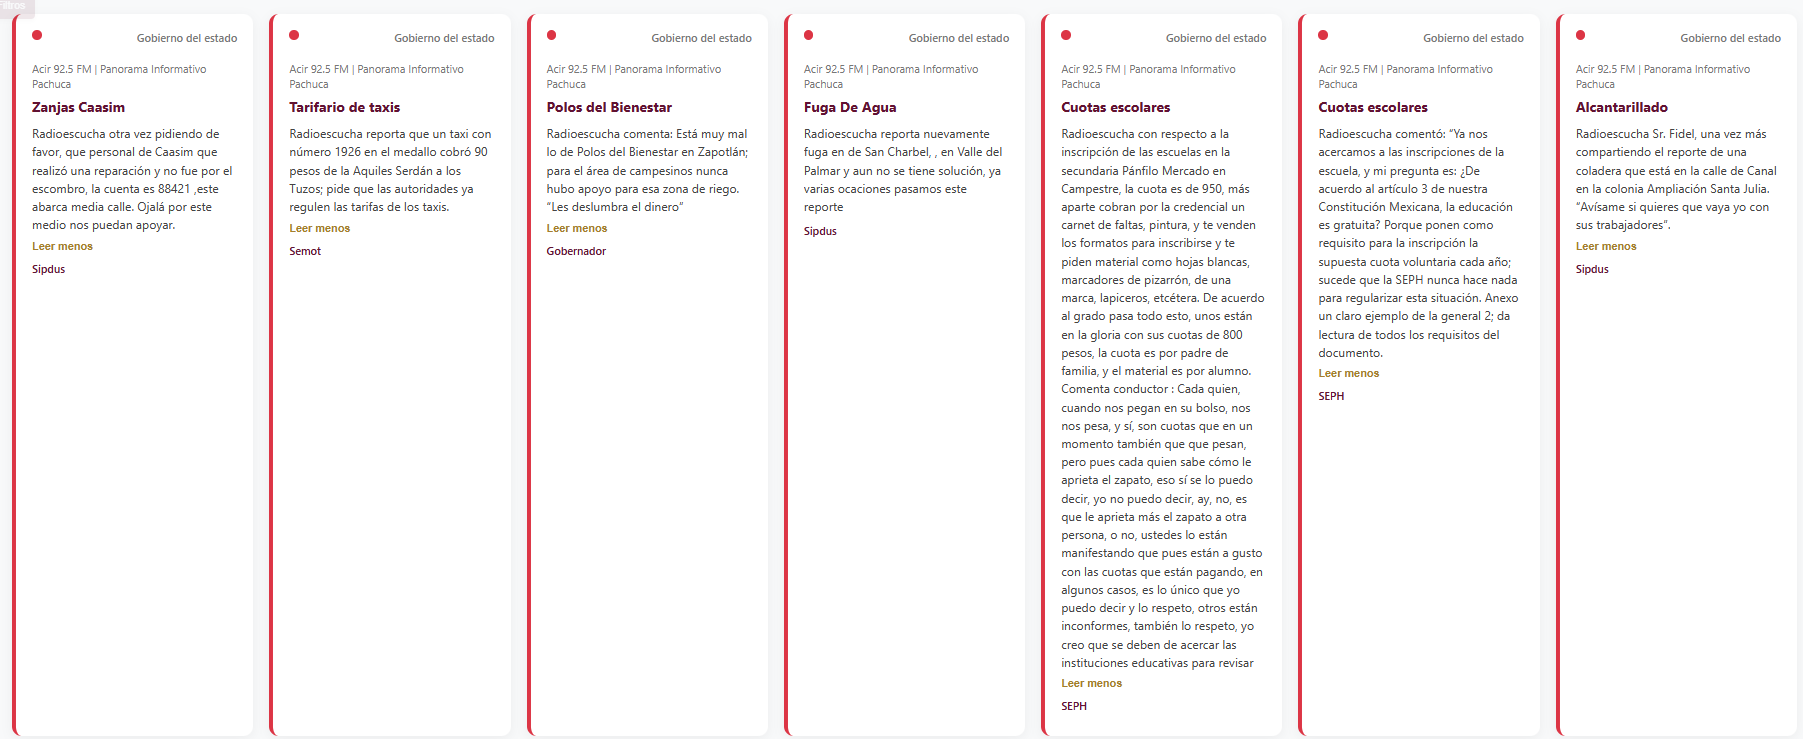 Filtros
Gobierno del estado
Acir 92.5 FM | Panorama Informativo
Pachuca
Zanjas Caasim
Radioescucha otra vez pidiendo de
favor, que personal de Caasim que
realizó una reparación y no fue por el
escombro, la cuenta es 88421 ,este
abarca media calle. Ojalá por este
medio nos puedan apoyar.
Leer menos
Sipdus
Gobierno del estado
Acir 92.5 FM | Panorama Informativo
Pachuca
Tarifario de taxis
Radioescucha reporta que un taxi con
número 1926 en el medallo cobró 90
pesos de la Aquiles Serdán a los
Tuzos; pide que las autoridades ya
regulen las tarifas de los taxis.
Leer menos
Semot
Gobierno del estado
Acir 92.5 FM | Panorama Informativo
Pachuca
Polos del Bienestar
Radioescucha comenta: Está muy mal
lo de Polos del Bienestar en Zapotlán;
para el área de campesinos nunca
hubo apoyo para esa zona de riego.
“Les deslumbra el dinero”
Leer menos
Gobernador
Gobierno del estado
Acir 92.5 FM | Panorama Informativo
Pachuca
Fuga De Agua
Radioescucha reporta nuevamente
fuga en de San Charbel, , en Valle del
Palmar y aun no se tiene solución, ya
varias ocaciones pasamos este
reporte
Sipdus
Gobierno del estado
Acir 92.5 FM | Panorama Informativo
Pachuca
Cuotas escolares
Radioescucha con respecto a la
inscripción de las escuelas en la
secundaria Pánfilo Mercado en
Campestre, la cuota es de 950, más
aparte cobran por la credencial un
carnet de faltas, pintura, y te venden
los formatos para inscribirse y te
piden material como hojas blancas,
marcadores de pizarrón, de una
marca, lapiceros, etcétera. De acuerdo
al grado pasa todo esto, unos están
en la gloria con sus cuotas de 800
pesos, la cuota es por padre de
familia, y el material es por alumno.
Comenta conductor : Cada quien,
cuando nos pegan en su bolso, nos
nos pesa, y sí, son cuotas que en un
momento también que que pesan,
pero pues cada quien sabe cómo le
aprieta el zapato, eso sí se lo puedo
decir, yo no puedo decir, ay, no, es
que le aprieta más el zapato a otra
persona, o no, ustedes lo están
manifestando que pues están a gusto
con las cuotas que están pagando, en
algunos casos, es lo único que yo
puedo decir y lo respeto, otros están
inconformes, también lo respeto, yo
creo que se deben de acercar las
instituciones educativas para revisar
Leer menos
SEPH
Gobierno del estado
Acir 92.5 FM | Panorama Informativo
Pachuca
Cuotas escolares
Radioescucha comentó: “Ya nos
acercamos a las inscripciones de la
escuela, y mi pregunta es: ¿De
acuerdo al artículo 3 de nuestra
Constitución Mexicana, la educación
es gratuita? Porque ponen como
requisito para la inscripción la
supuesta cuota voluntaria cada año;
sucede que la SEPH nunca hace nada
para regularizar esta situación. Anexo
un claro ejemplo de la general 2; da
lectura de todos los requisitos del
documento.
Leer menos
SEPH
Gobierno del estado
Acir 92.5 FM | Panorama Informativo
Pachuca
Alcantarillado
Radioescucha Sr. Fidel, una vez más
compartiendo el reporte de una
coladera que está en la calle de Canal
en la colonia Ampliación Santa Julia.
“Avísame si quieres que vaya yo con
sus trabajadores”.
Leer menos
Sipdus